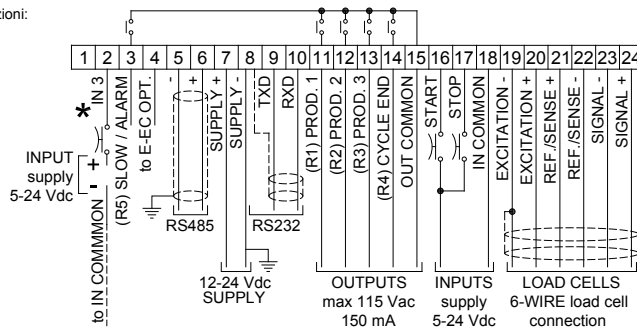 zioni:
1 2 3 4 5 6 7 8 9 10 11 12 13 14 15 16 17 18 19 20 21 22 23 24
* IN 3
(R5) SLOW / ALARM
to E-EC OPT.
-
+
SUPPLY +
SUPPLY -
TXD
RXD
(R1) PROD. 1
(R2) PROD. 2
(R3) PROD. 3
(R4) CYCLE END
OUT COMMON
START
STOP
IN COMMON
EXCITATION -
EXCITATION +
REF./SENSE +
REF./SENSE -
SIGNAL -
SIGNAL +
INPUT +
supply -
5-24 Vdc
to IN COMMMON
RS485
RS232
12-24 Vdc
SUPPLY
OUTPUTS
max 115 Vac
150 mA
INPUTS
supply
5-24 Vdc
LOAD CELLS
6-WIRE load cell
connection